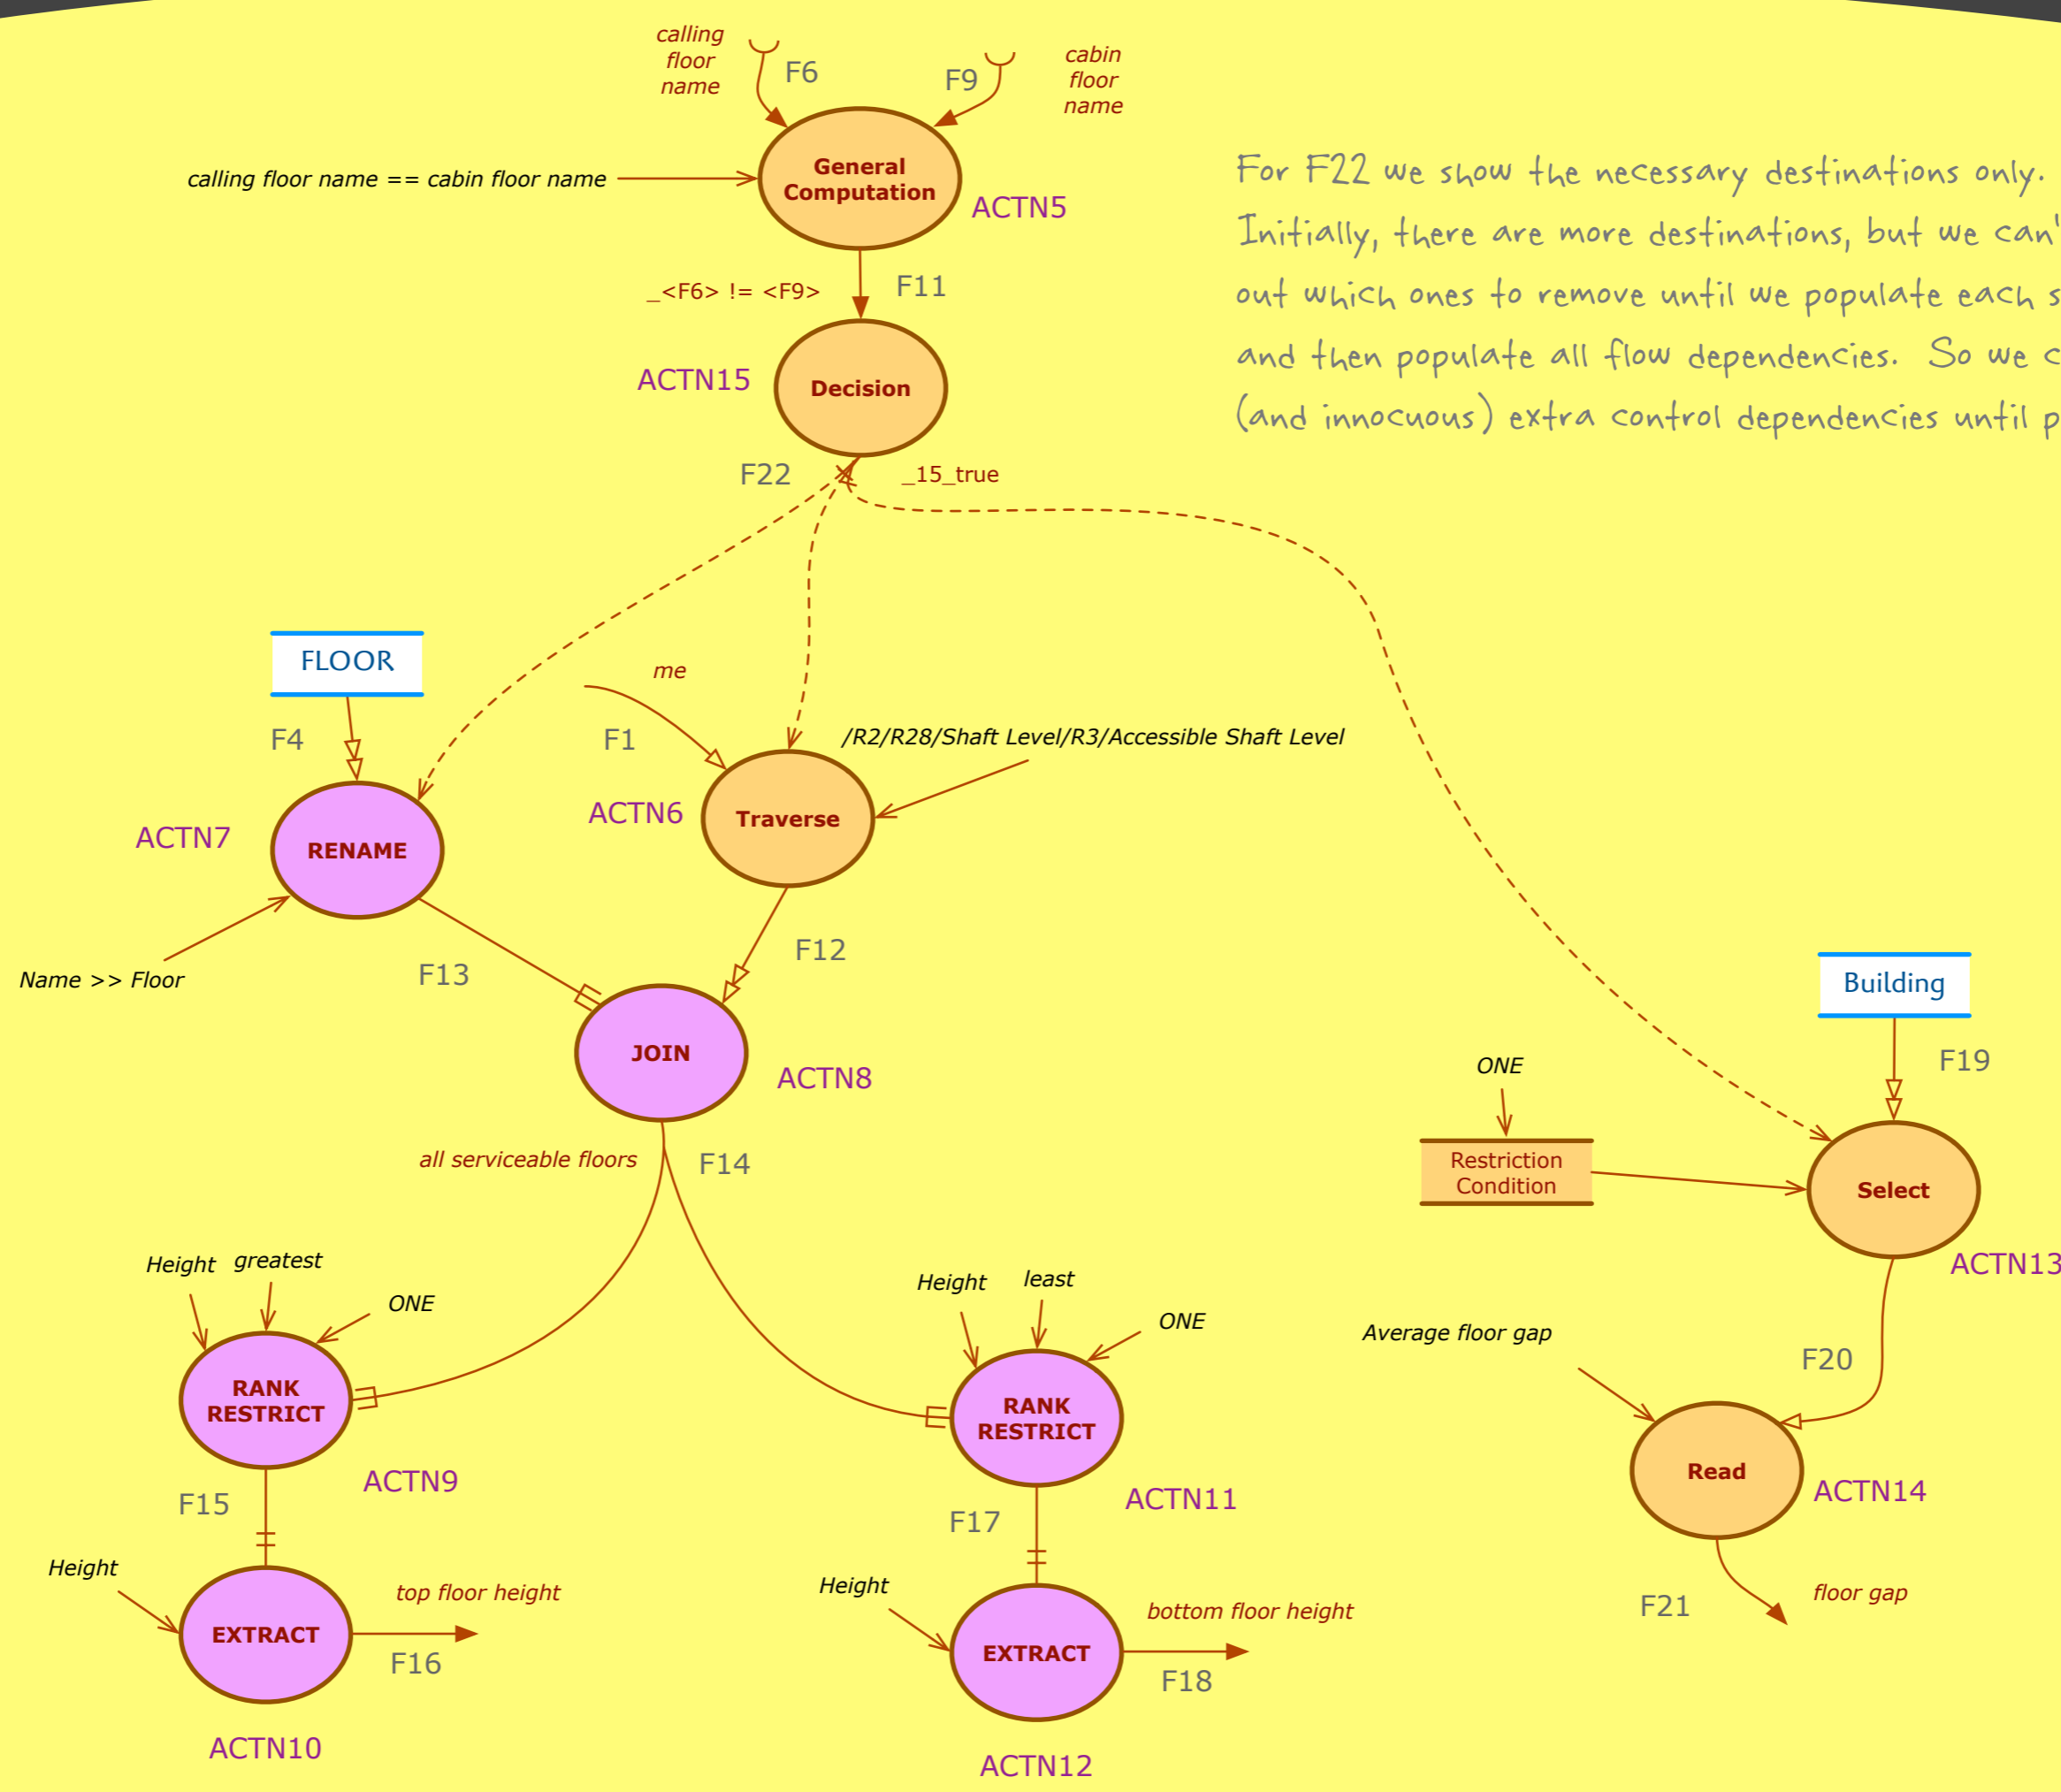 calling
floor
name
F6
F9
cabin
floor
name
General
Computation
calling floor name == cabin floor name
ACTN5
For F22 we show the necessary destinations only.
Initially, there are more destinations, but we can'
out which ones to remove until we populate each s
and then populate all flow dependencies. So we c
(and innocuous) extra control dependencies until p
_<F6> != <F9>
F11
ACTN15
Decision
F22
_15_true
FLOOR
me
F4
F1
/R2/R28/Shaft Level/R3/Accessible Shaft Level
ACTN7
RENAME
ACTN6
Traverse
Name >> Floor
F13
F12
Building
JOIN
ACTN8
ONE
F19
all serviceable floors
F14
Restriction
Condition
Select
ACTN13
Height
greatest
ONE
Height
least
ONE
Average floor gap
F20
RANK
RESTRICT
RANK
RESTRICT
Read
ACTN9
ACTN11
ACTN14
F15
F17
Height
top floor height
Height
bottom floor height
F21
floor gap
EXTRACT
F16
EXTRACT
F18
ACTN10
ACTN12